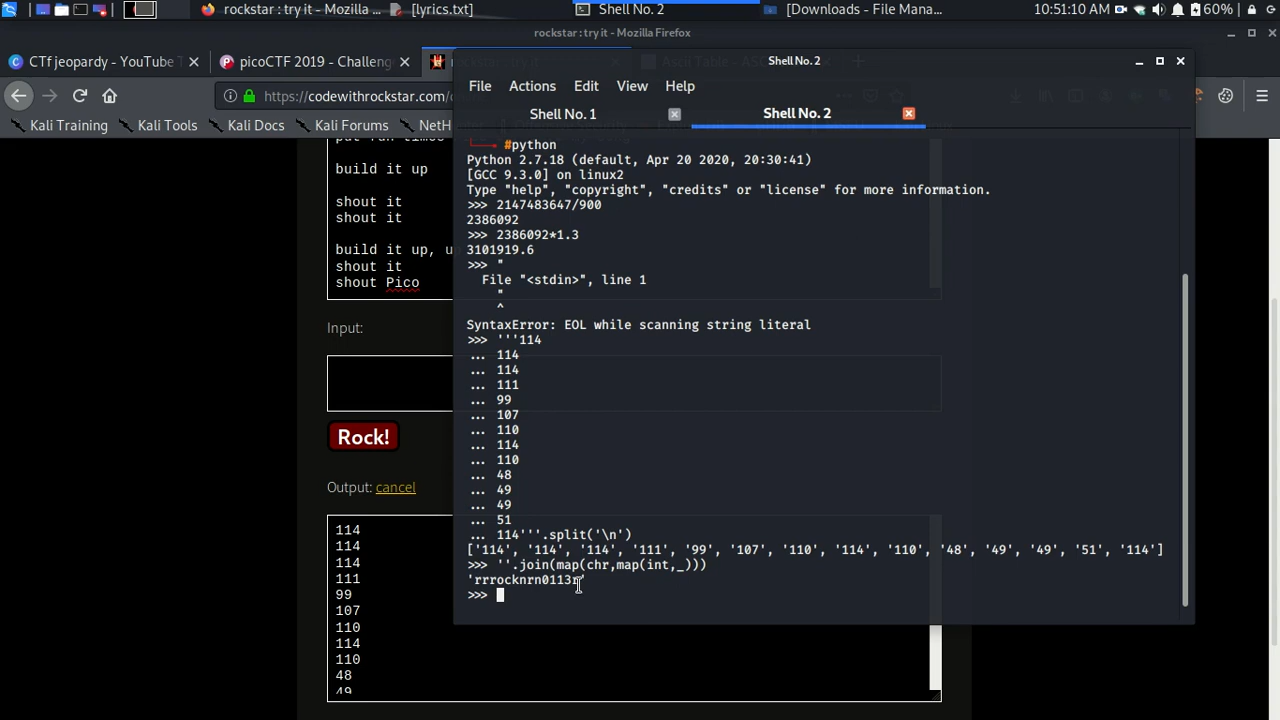 rockstar : try it - Mozilla ...
[lyrics.txt]
Shell No. 2
[Downloads - File Mana...
10:51:10 AM
60%
rockstar : try it - Mozilla Firefox
CTf jeopardy - YouTube
picoCTF 2019 - Challen
Shell No. 2
https://codewithrockstar.com/
File Actions Edit View Help
Kali Training
Kali Tools
Kali Docs
Kali Forums
NetH
Shell No. 1
Shell No. 2
build it up
shout it
shout it
build it up, u
shout it
shout Pico
Input:
Rock!
Output: cancel
114
114
114
111
99
107
110
114
110
48
49
#python
Python 2.7.18 (default, Apr 20 2020, 20:30:41)
[GCC 9.3.0] on linux2
Type "help", "copyright", "credits" or "license" for more information.
>>> 2147483647/900
2386092
>>> 2386092*1.3
3101919.6
>>> "
File "<stdin>", line 1
"
^
SyntaxError: EOL while scanning string literal
>>> '''114
... 114
... 114
... 111
... 99
... 107
... 110
... 114
... 110
... 48
... 49
... 49
... 51
... 114'''.split('\n')
['114', '114', '114', '111', '99', '107', '110', '114', '110', '48', '49', '49', '51', '114']
>>> ''.join(map(chr,map(int,_)))
'rrrocknrn0113r'
>>>